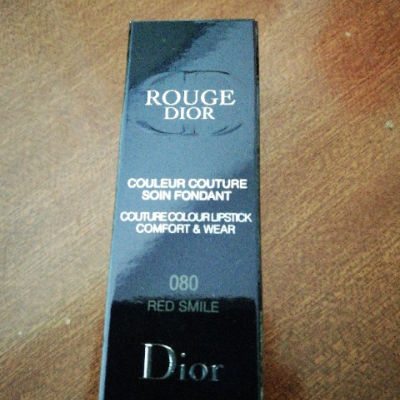 ROUGE
DIOR
COULEUR COUTURE
SOIN FONDANT
COUTURE COLOUR LIPSTICK
COMFORT & WEAR
080
RED SMILE
Dior